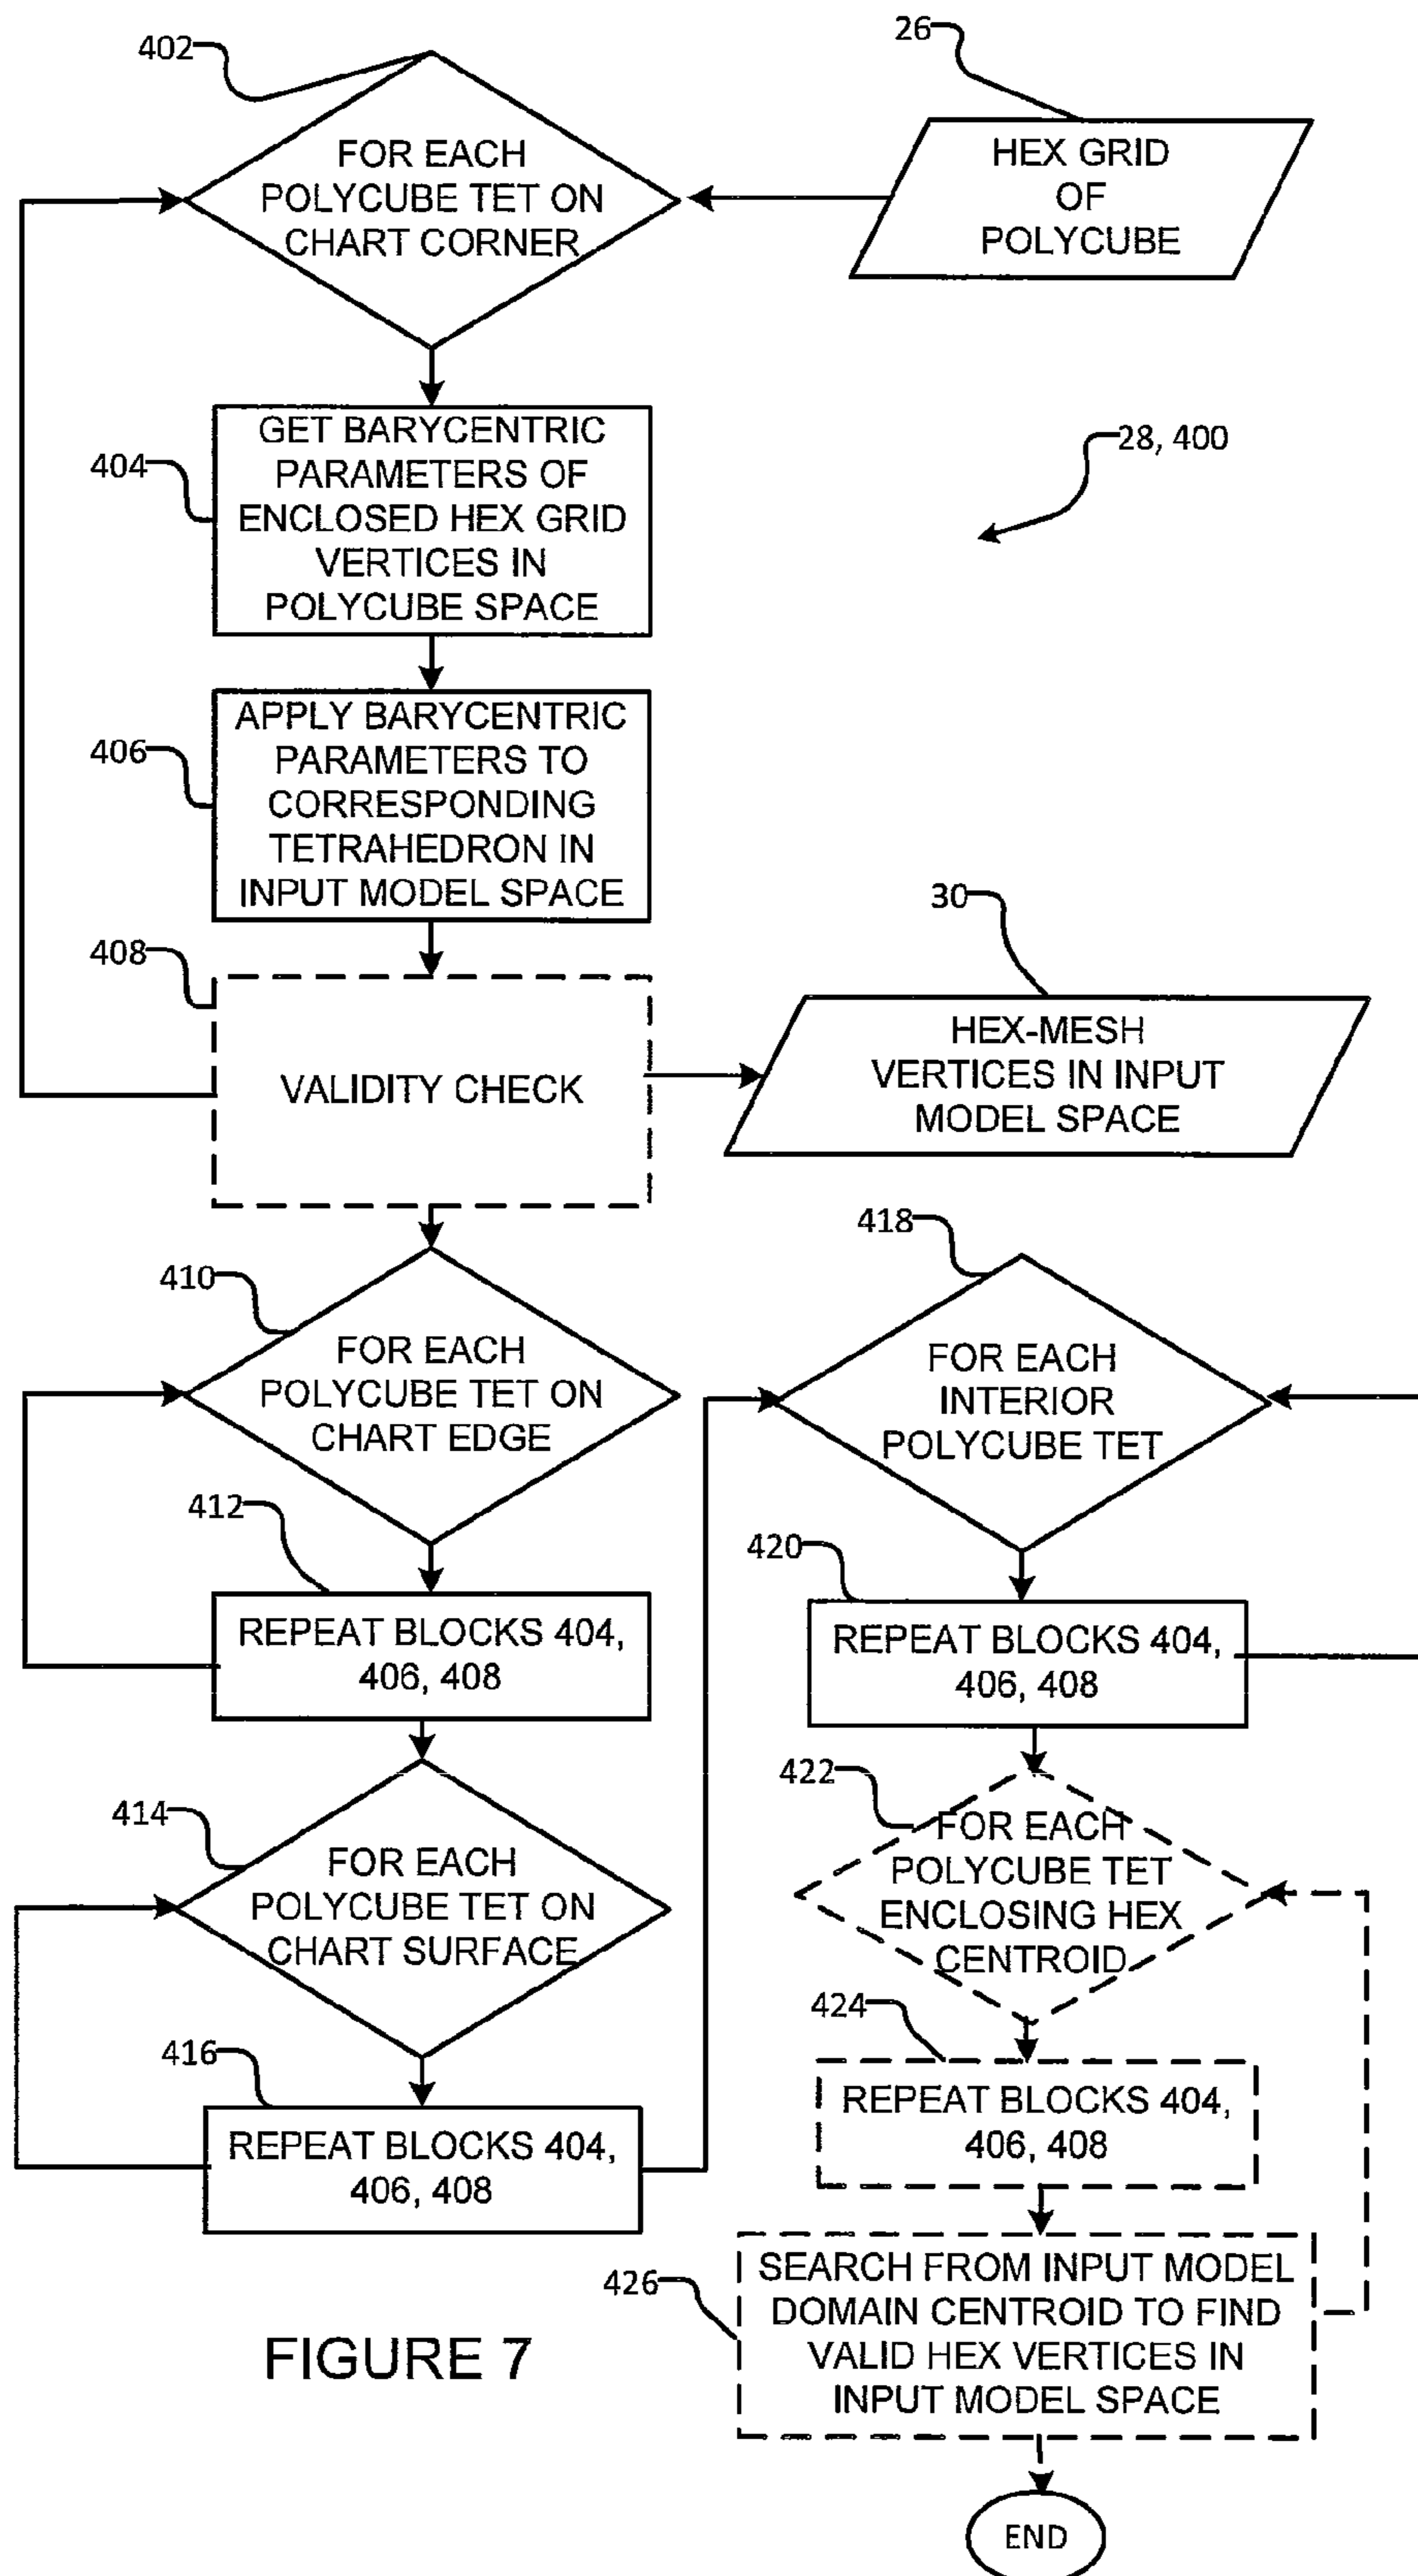 402
FOR EACH
POLYCUBE TET ON
CHART CORNER
26
HEX GRID
OF
POLYCUBE
404
GET BARYCENTRIC
PARAMETERS OF
ENCLOSED HEX GRID
VERTICES IN
POLYCUBE SPACE
28, 400
406
APPLY BARYCENTRIC
PARAMETERS TO
CORRESPONDING
TETRAHEDRON IN
INPUT MODEL SPACE
408
VALIDITY CHECK
30
HEX-MESH
VERTICES IN INPUT
MODEL SPACE
410
FOR EACH
POLYCUBE TET ON
CHART EDGE
412
REPEAT BLOCKS 404,
406, 408
414
FOR EACH
POLYCUBE TET ON
CHART SURFACE
416
REPEAT BLOCKS 404,
406, 408
418
FOR EACH
INTERIOR
POLYCUBE TET
420
REPEAT BLOCKS 404,
406, 408
422
FOR EACH
POLYCUBE TET
ENCLOSING HEX
CENTROID
424
REPEAT BLOCKS 404,
406, 408
426
SEARCH FROM INPUT MODEL
DOMAIN CENTROID TO FIND
VALID HEX VERTICES IN
INPUT MODEL SPACE
END
FIGURE 7